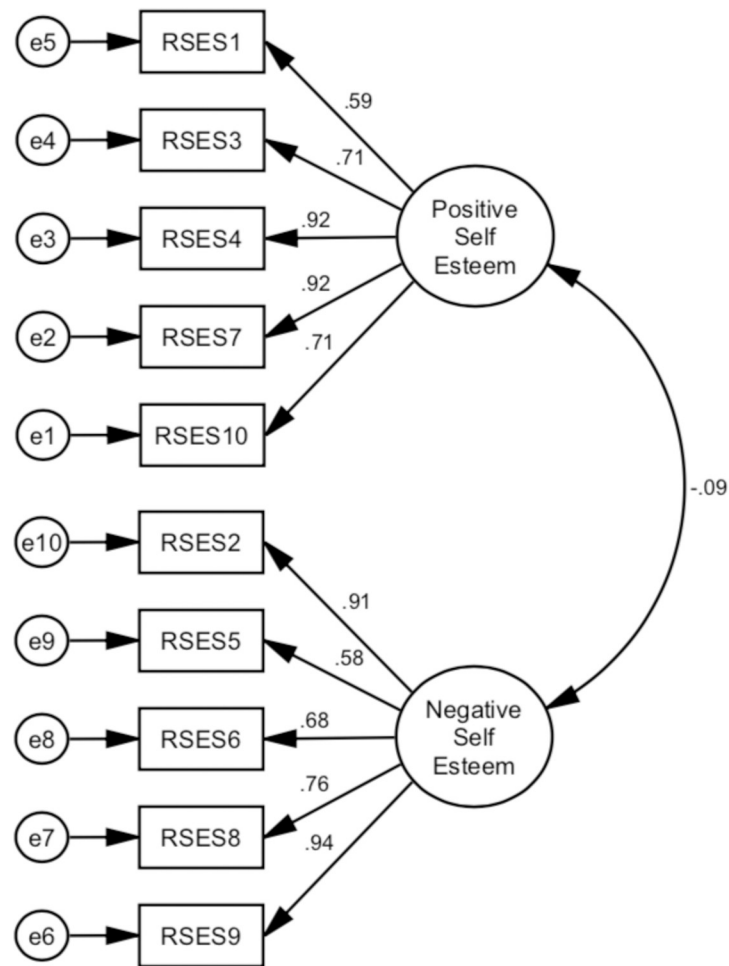 e5
RSES1
.59
e4
RSES3
.71
e3
RSES4
.92
Positive
Self
Esteem
e2
RSES7
.92
e1
RSES10
.71
-.09
e10
RSES2
.91
e9
RSES5
.58
e8
RSES6
.68
Negative
Self
Esteem
e7
RSES8
.76
e6
RSES9
.94